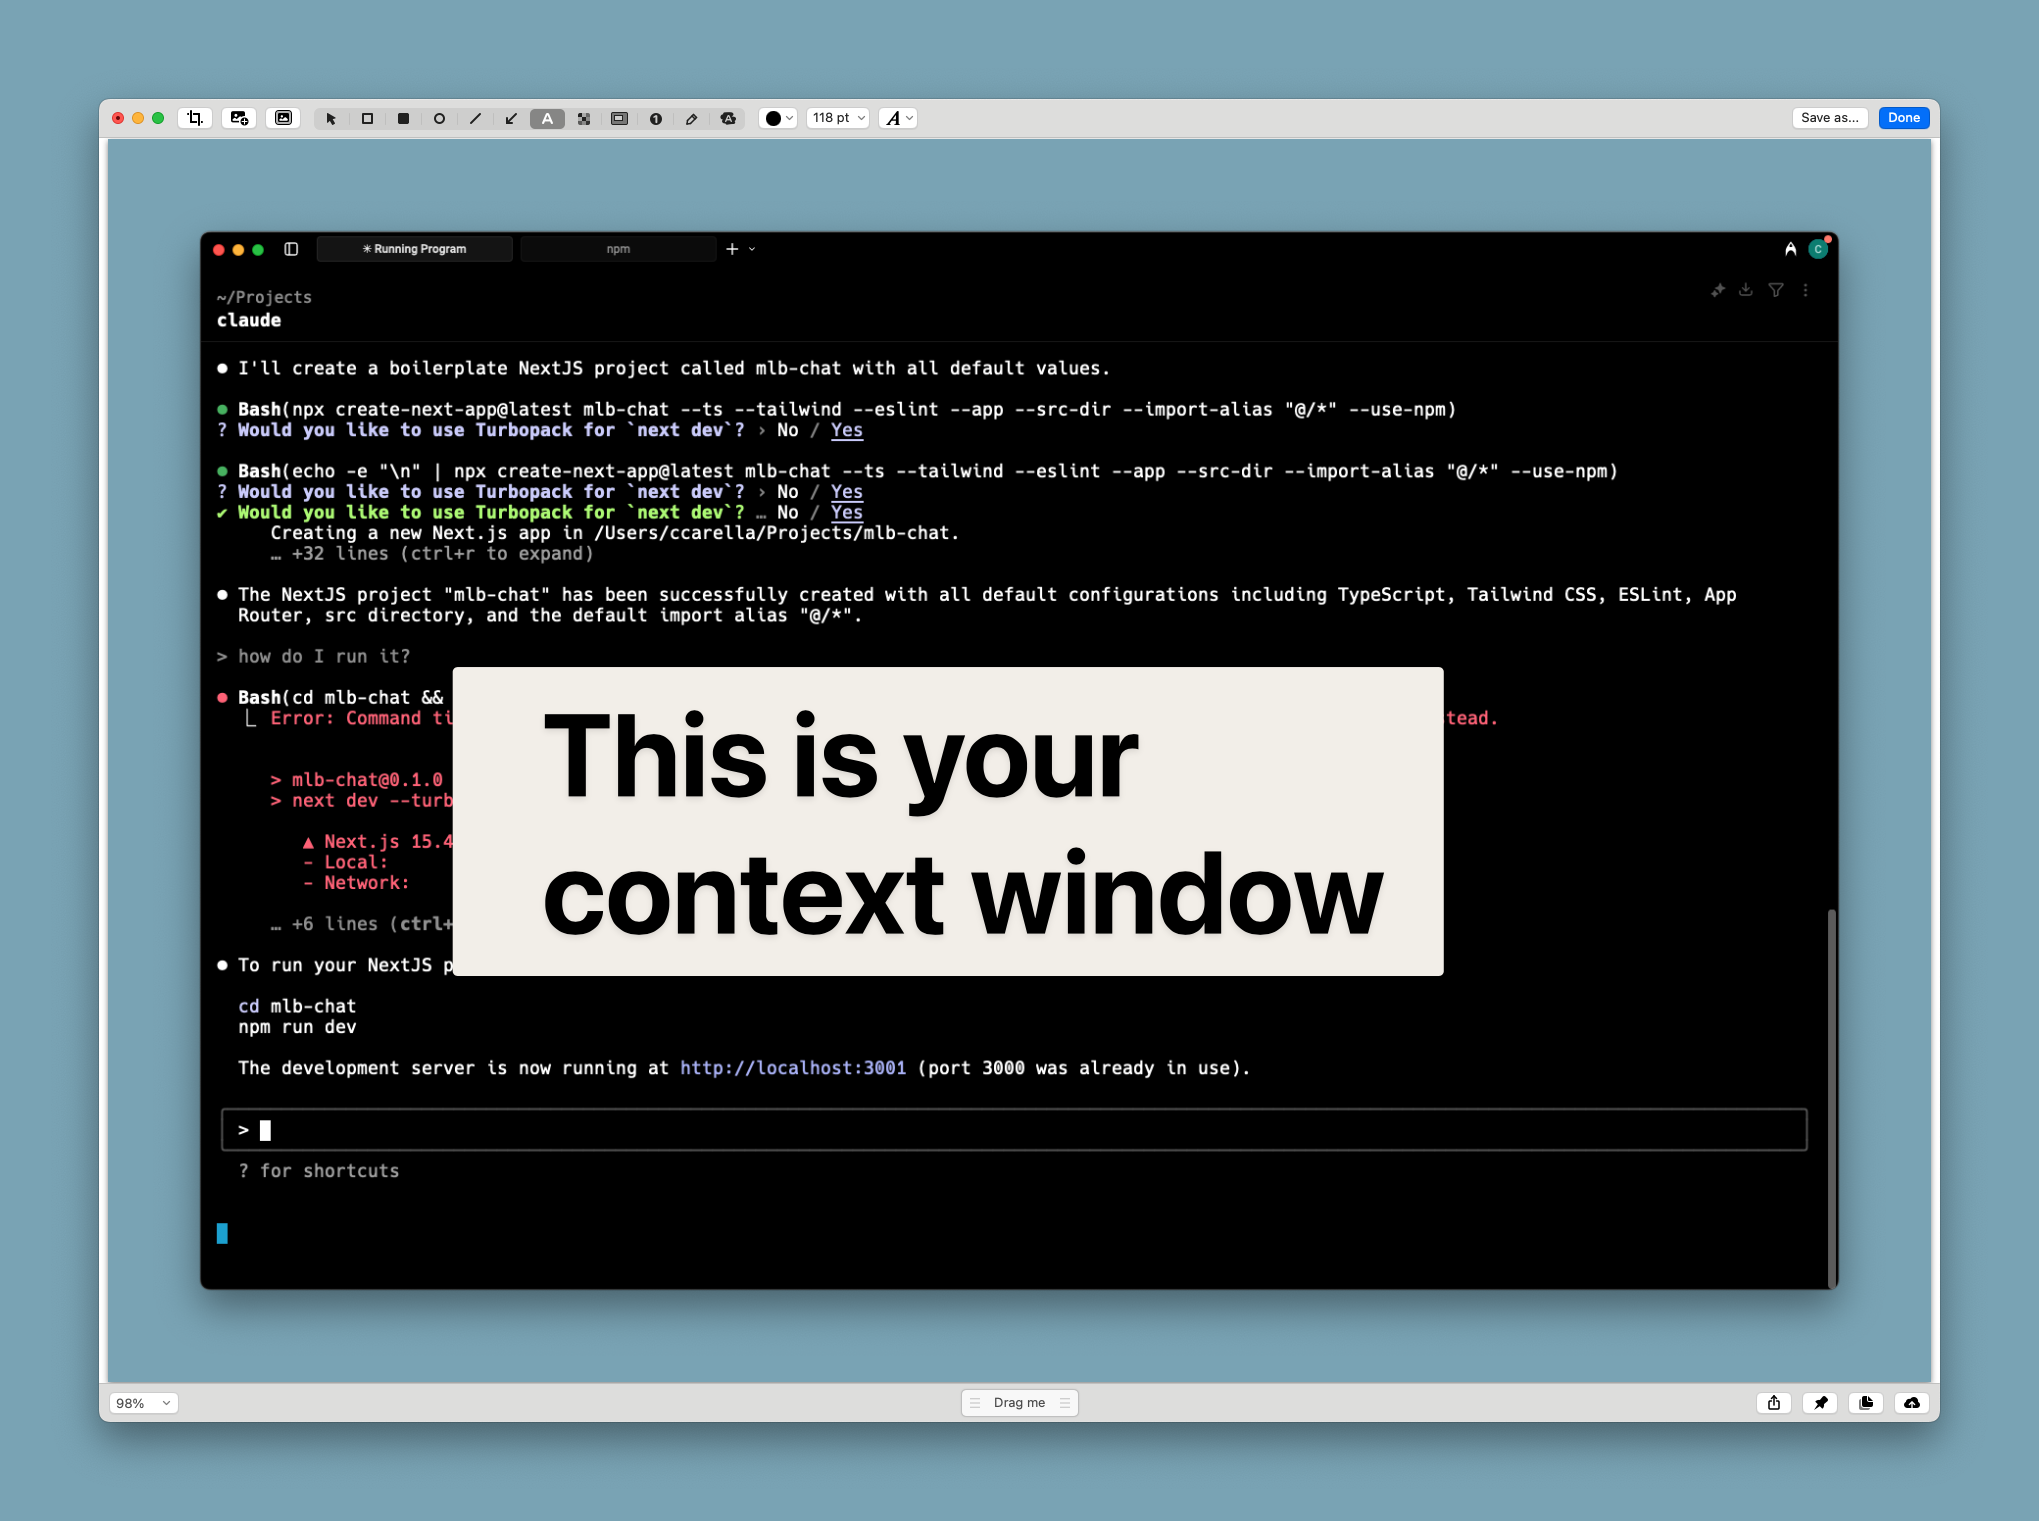 A
1
118 pt
A
Save as...
Done
✳ Running Program
npm
C
~/Projects
claude
● I'll create a boilerplate NextJS project called mlb-chat with all default values.
● Bash(npx create-next-app@latest mlb-chat --ts --tailwind --eslint --app --src-dir --import-alias "@/*" --use-npm)
? Would you like to use Turbopack for `next dev`? › No / Yes
● Bash(echo -e "\n" | npx create-next-app@latest mlb-chat --ts --tailwind --eslint --app --src-dir --import-alias "@/*" --use-npm)
? Would you like to use Turbopack for `next dev`? › No / Yes
✔ Would you like to use Turbopack for `next dev`? … No / Yes
Creating a new Next.js app in /Users/ccarella/Projects/mlb-chat.
… +32 lines (ctrl+r to expand)
● The NextJS project "mlb-chat" has been successfully created with all default configurations including TypeScript, Tailwind CSS, ESLint, App
Router, src directory, and the default import alias "@/*".
> how do I run it?
● Bash(cd mlb-chat &&
⎿ Error: Command ti
tead.
> mlb-chat@0.1.0
> next dev --turb
▲ Next.js 15.4
- Local:
- Network:
… +6 lines (ctrl+
● To run your NextJS p
This is your
context window
cd mlb-chat
npm run dev
The development server is now running at http://localhost:3001 (port 3000 was already in use).
>
? for shortcuts
98%
Drag me